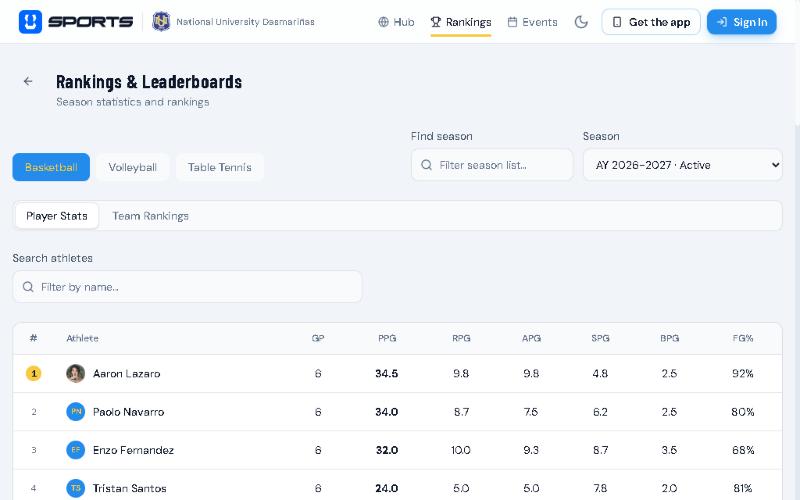 SPORTS
National University Dasmariñas
Hub
Rankings
Events
Get the app
Sign In
Rankings & Leaderboards
Season statistics and rankings
Find season
Season
Basketball
Volleyball
Table Tennis
Filter season list...
AY 2026-2027 · Active
Player Stats
Team Rankings
Search athletes
Filter by name...
# Athlete GP PPG RPG APG SPG BPG FG%
1 Aaron Lazaro 6 34.5 9.8 9.8 4.8 2.5 92%
2 PN Paolo Navarro 6 34.0 8.7 7.5 6.2 2.5 80%
3 EF Enzo Fernandez 6 32.0 10.0 9.3 8.7 3.5 68%
4 TS Tristan Santos 6 24.0 5.0 5.0 7.8 2.0 81%